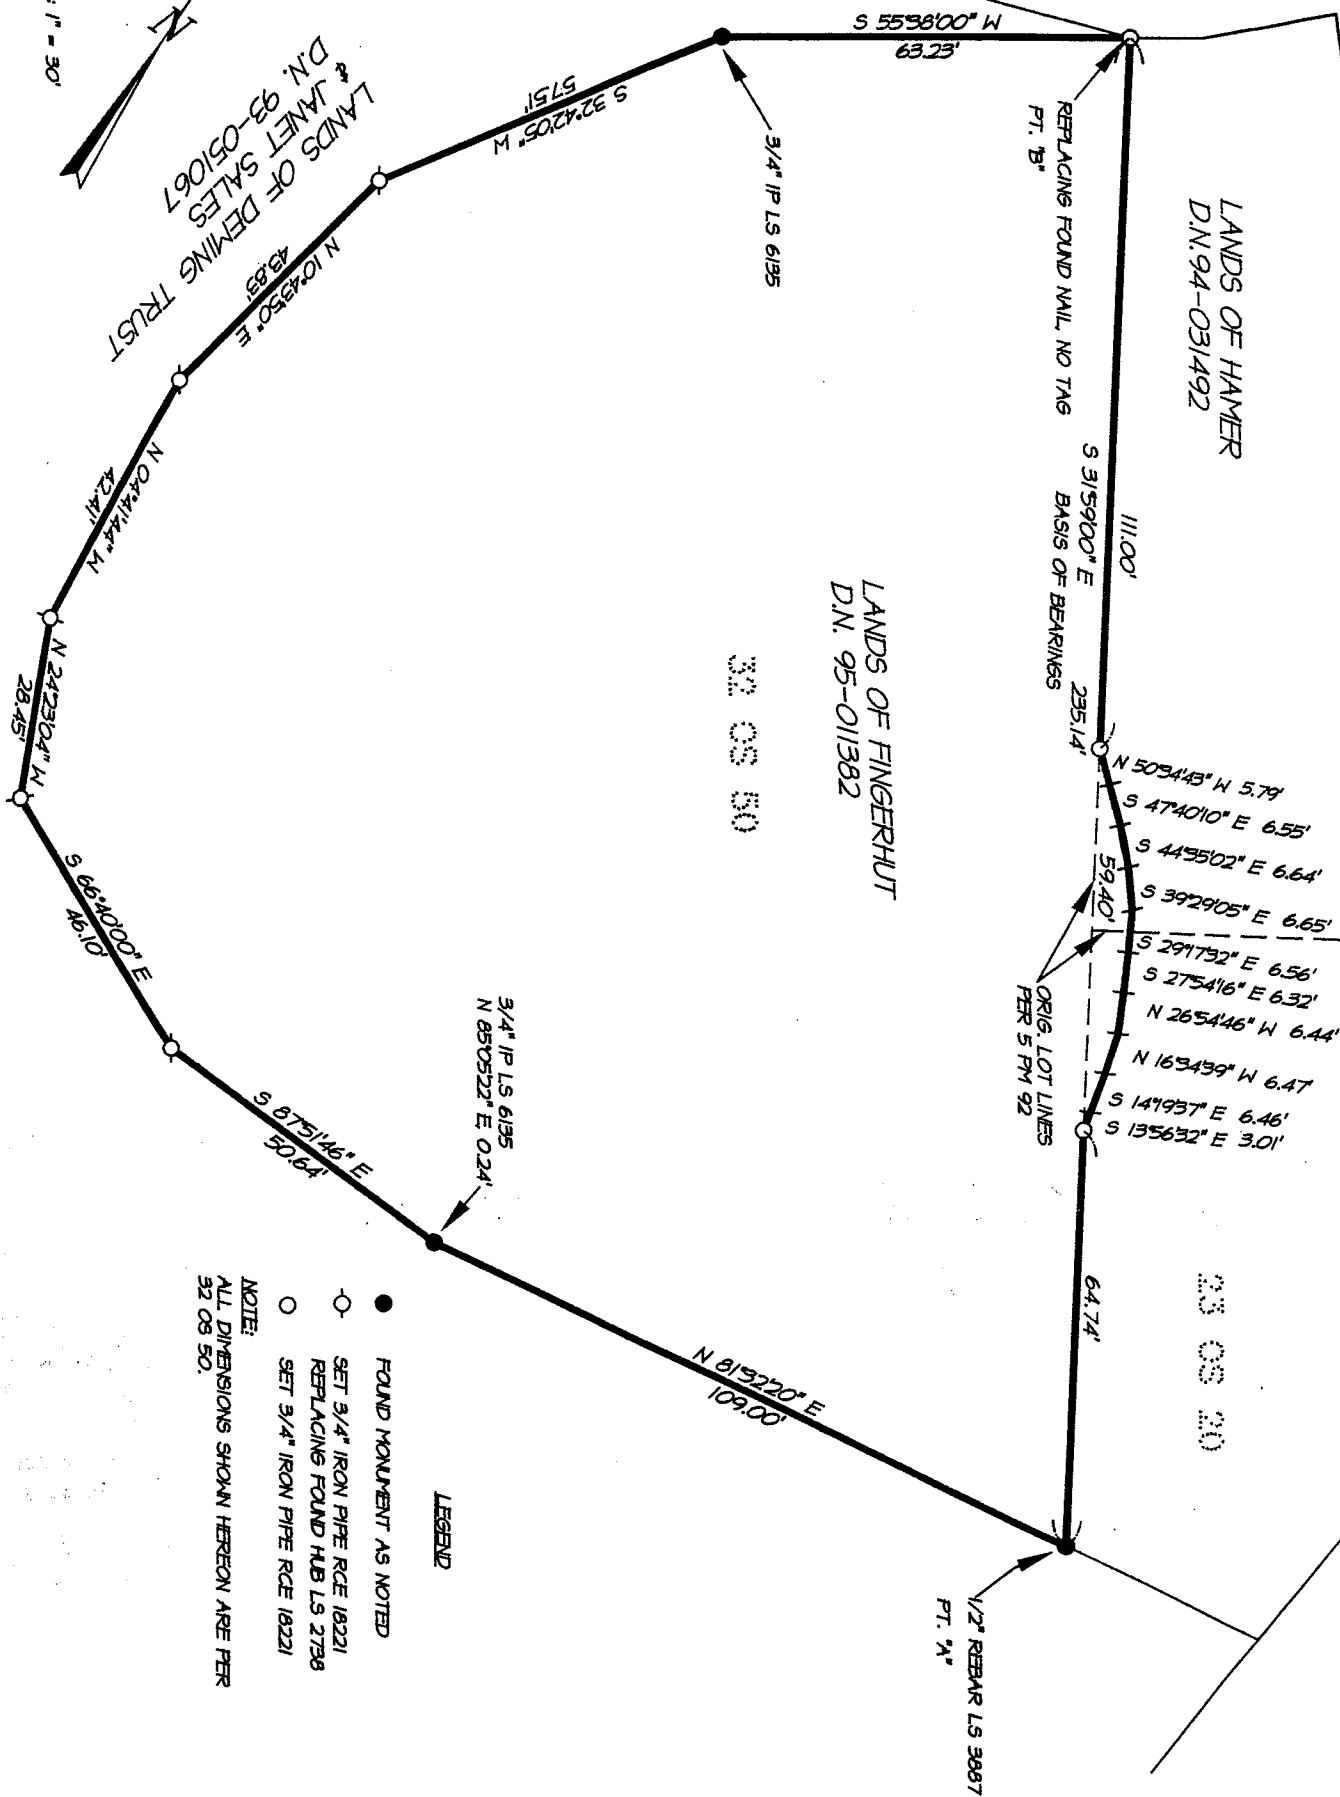 : 1" = 30'
N
LANDS OF DEMING TRUST
& JANET SALES
D.N. 93-051067
S 55°38'00" W
63.23'
S 32°42'05" W
57.51'
3/4" IP LS 6135
REPLACING FOUND NAIL, NO TAG
PT. "B"
LANDS OF HAMER
D.N. 94-031492
N 10°43'50" E
43.83'
N 04°41'44" W
42.41'
N 24°23'04" W
28.45'
S 66°40'00" E
46.10'
S 87°51'46" E
50.64'
3/4" IP LS 6135
N 85°05'22" E, 0.24'
N 81°32'20" E
109.00'
111.00'
S 31°59'00" E
235.14'
BASIS OF BEARINGS
LANDS OF FINGERHUT
D.N. 95-011382
32 OS 50
N 50°34'43" W 5.79'
S 47°40'10" E 6.55'
S 44°35'02" E 6.64'
S 39°29'05" E 6.65'
S 29°17'32" E 6.56'
S 27°54'16" E 6.32'
N 26°54'46" W 6.44'
N 16°34'39" W 6.47'
S 14°19'37" E 6.46'
S 13°56'32" E 3.01'
59.40'
ORIG. LOT LINES
PER 5 PM 92
64.74'
23 OS 20
1/2" REBAR LS 3887
PT. "A"
LEGEND
FOUND MONUMENT AS NOTED
SET 3/4" IRON PIPE RCE 18221
REPLACING FOUND HUB LS 2738
SET 3/4" IRON PIPE RCE 18221
NOTE:
ALL DIMENSIONS SHOWN HEREON ARE PER
32 OS 50.